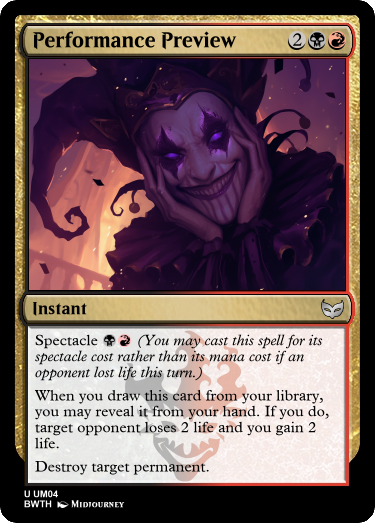 Performance Preview 2
Instant
Spectacle (You may cast this spell for its
spectacle cost rather than its mana cost if an
opponent lost life this turn.)
When you draw this card from your library,
you may reveal it from your hand. If you do,
target opponent loses 2 life and you gain 2
life.
Destroy target permanent.
U UM04
BWTH Midjourney